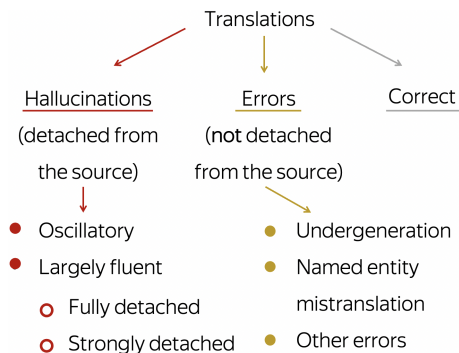 Translations
Hallucinations
(detached from
the source)
Oscillatory
Largely fluent
Fully detached
Strongly detached
Errors
(not detached
from the source)
Undergeneration
Named entity
mistranslation
Other errors
Correct